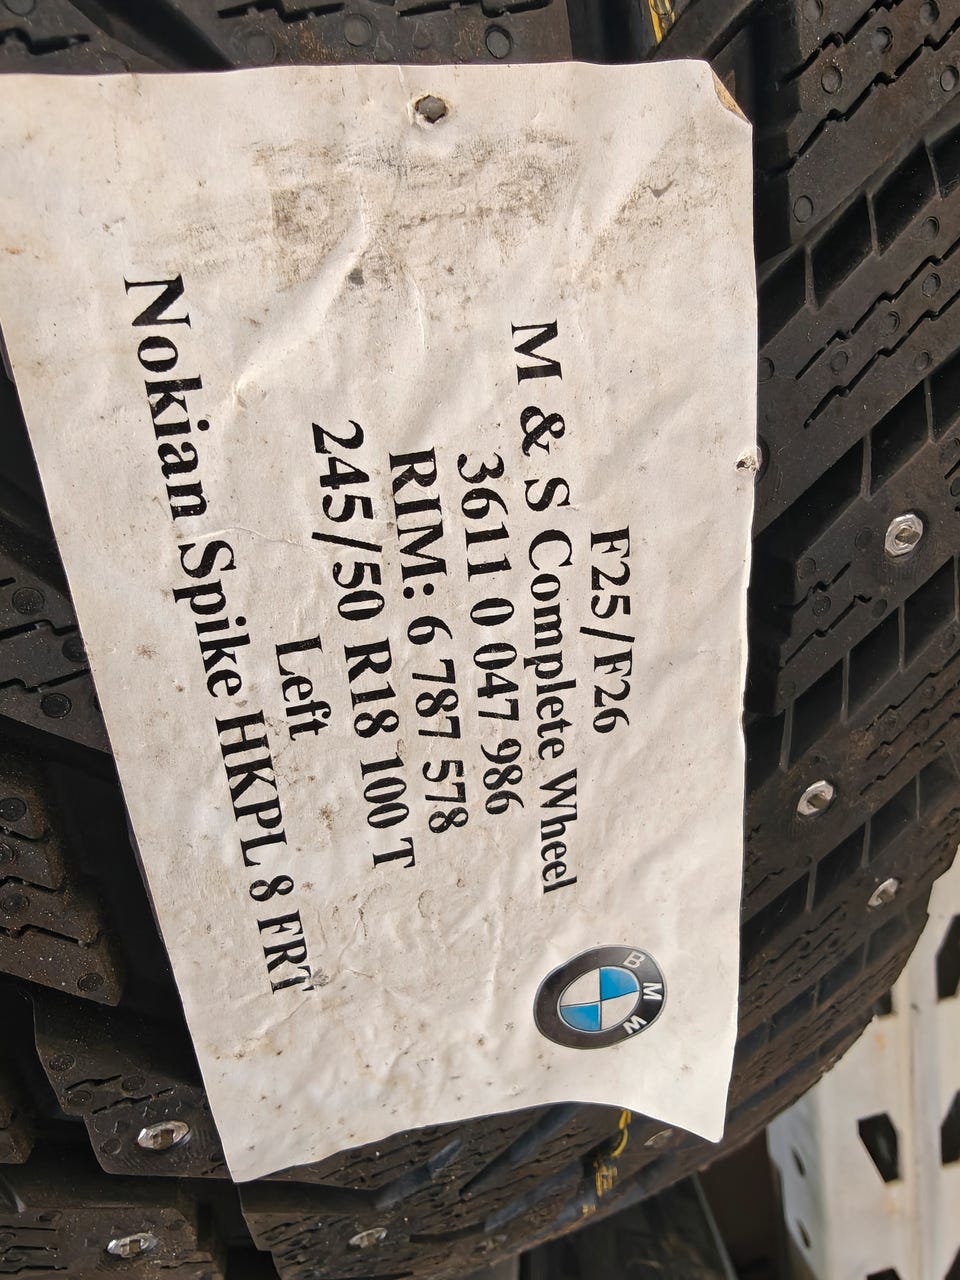 F25/F26
M & S Complete Wheel
3611 0 047 986
RIM: 6 787 578
245/50 R18 100 T
Left
Nokian Spike HKPL 8 FRT
BMW